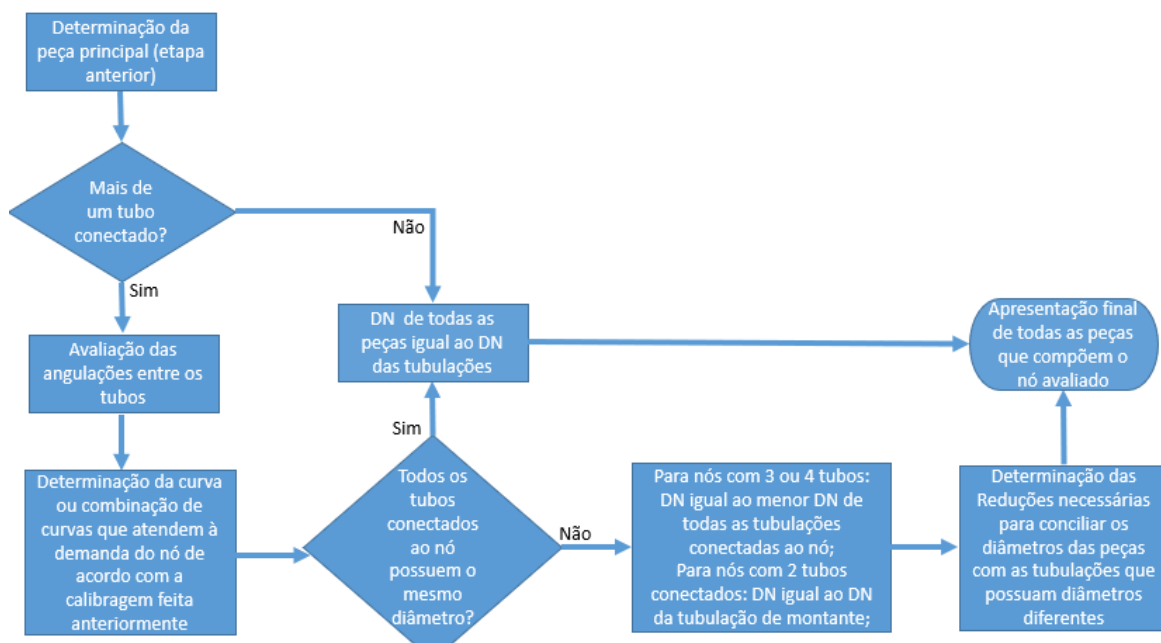 Determinação da
peça principal (etapa
anterior)
Mais de
um tubo
conectado?
Não
Sim
Avaliação das
angulações entre os
tubos
Determinação da curva
ou combinação de
curvas que atendem à
demanda do nó de
acordo com a
calibragem feita
anteriormente
DN  de todas as
peças igual ao DN
das tubulações
Sim
Todos os
tubos
conectados
ao nó
possuem o
mesmo
diâmetro?
Não
Para nós com 3 ou 4 tubos:
DN igual ao menor DN de
todas as tubulações
conectadas ao nó;
Para nós com 2 tubos
conectados: DN igual ao DN
da tubulação de montante;
Determinação das
Reduções necessárias
para conciliar os
diâmetros das peças
com as tubulações que
possuam diâmetros
diferentes
Apresentação final
de todas as peças
que compõem o
nó avaliado